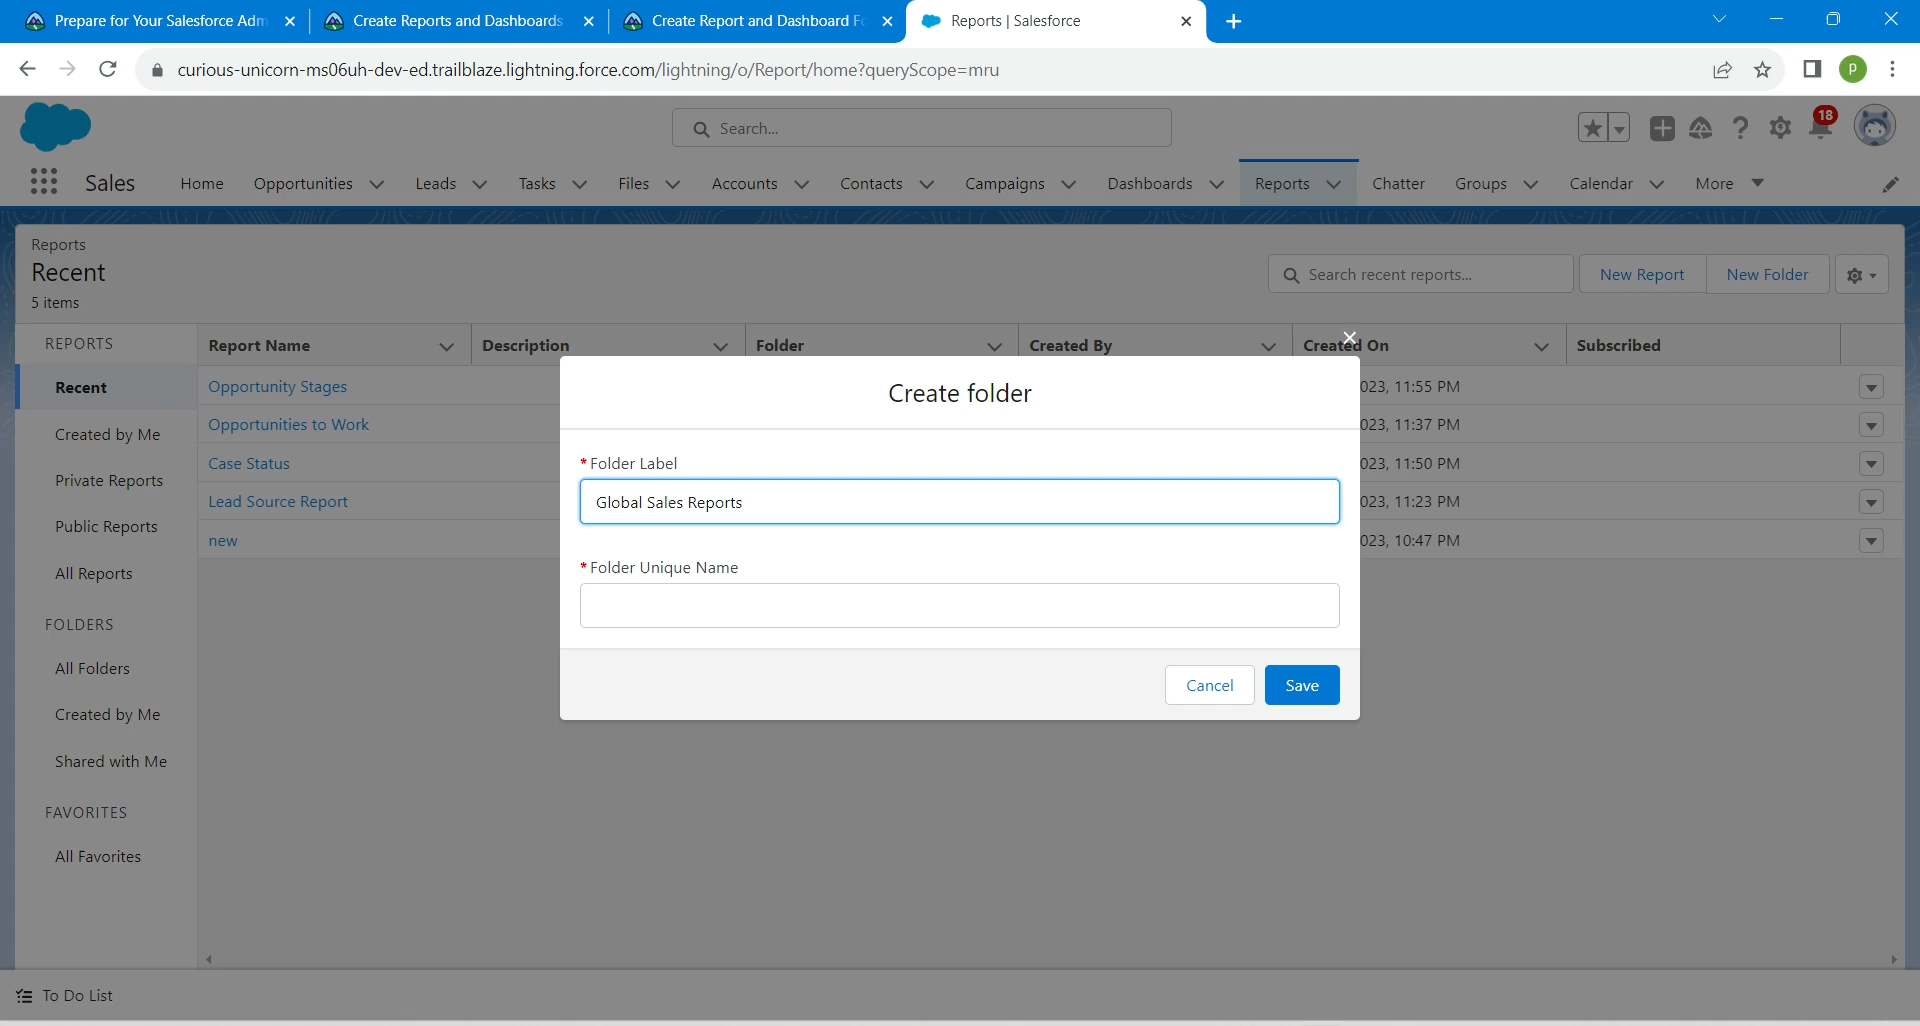 Prepare for Your Salesforce Adm
Create Reports and Dashboards
Create Report and Dashboard Fo
Reports | Salesforce
curious-unicorn-ms06uh-dev-ed.trailblaze.lightning.force.com/lightning/o/Report/home?queryScope=mru
p
Search...
18
Sales
Home
Opportunities
Leads
Tasks
Files
Accounts
Contacts
Campaigns
Dashboards
Reports
Chatter
Groups
Calendar
More
Reports
Recent
5 items
Search recent reports...
New Report
New Folder
REPORTS
Report Name
Description
Folder
Created By
Created On
Subscribed
Recent
Created by Me
Private Reports
Public Reports
All Reports
FOLDERS
All Folders
Created by Me
Shared with Me
FAVORITES
All Favorites
Opportunity Stages
023, 11:55 PM
Opportunities to Work
023, 11:37 PM
Case Status
023, 11:50 PM
Lead Source Report
023, 11:23 PM
new
023, 10:47 PM
Create folder
* Folder Label
Global Sales Reports
* Folder Unique Name
Cancel
Save
To Do List